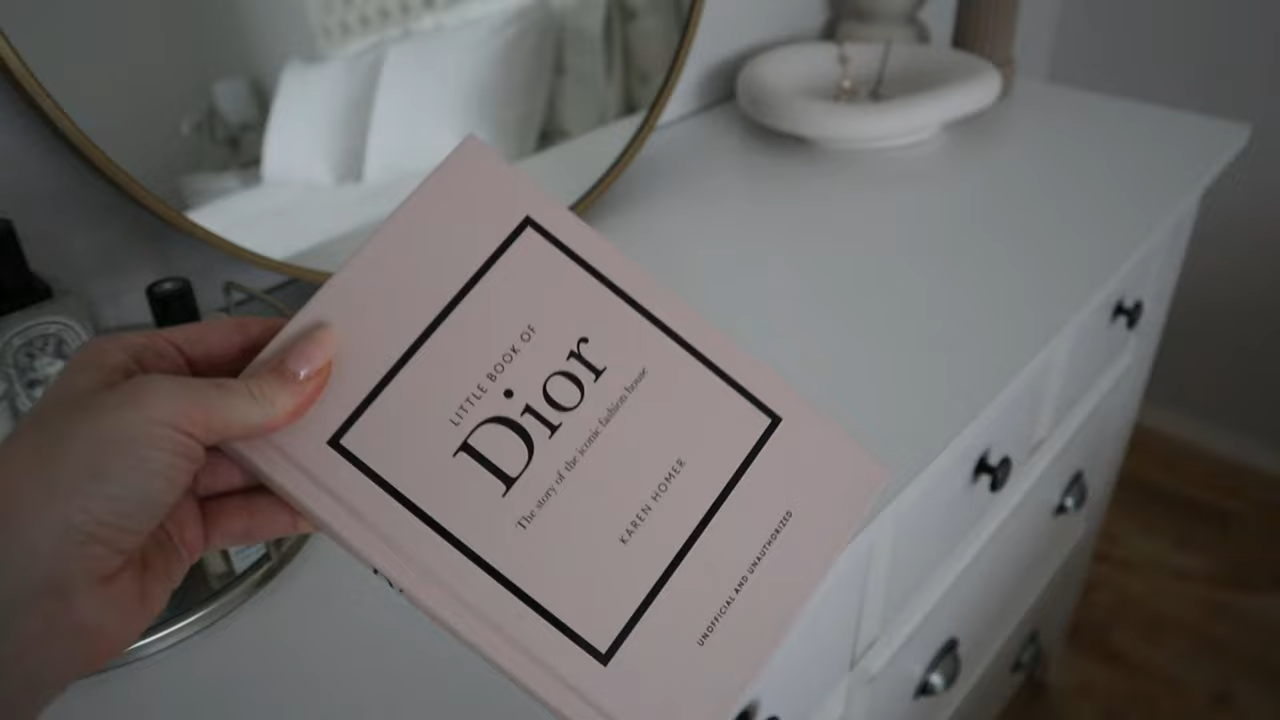 LITTLE BOOK OF
Dior
The story of the iconic fashion house
KAREN HOMER
UNOFFICIAL AND UNAUTHORIZED